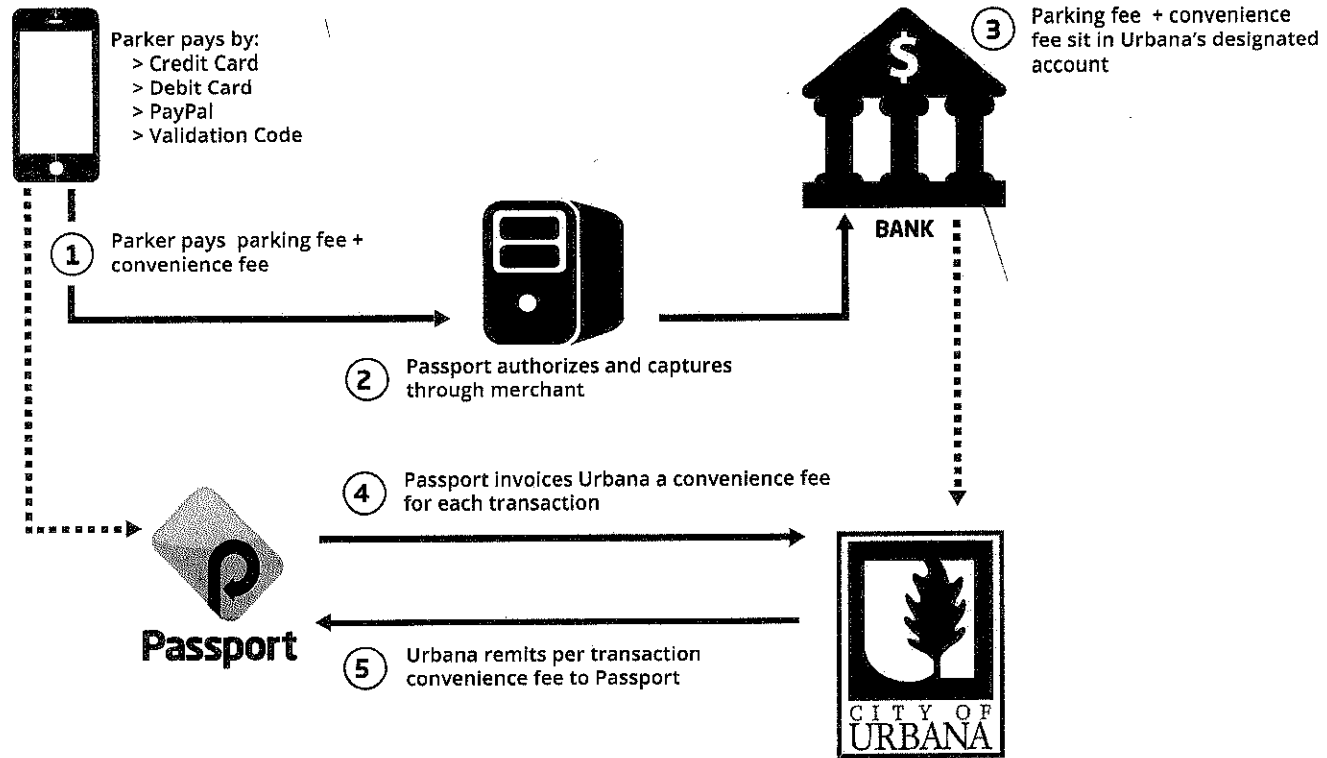 Parker pays by:
> Credit Card
> Debit Card
> PayPal
> Validation Code
3
Parking fee + convenience
fee sit in Urbana's designated
account
$
BANK
1
Parker pays parking fee +
convenience fee
2
Passport authorizes and captures
through merchant
4
Passport invoices Urbana a convenience fee
for each transaction
P
Passport
5
Urbana remits per transaction
convenience fee to Passport
CITY OF
URBANA